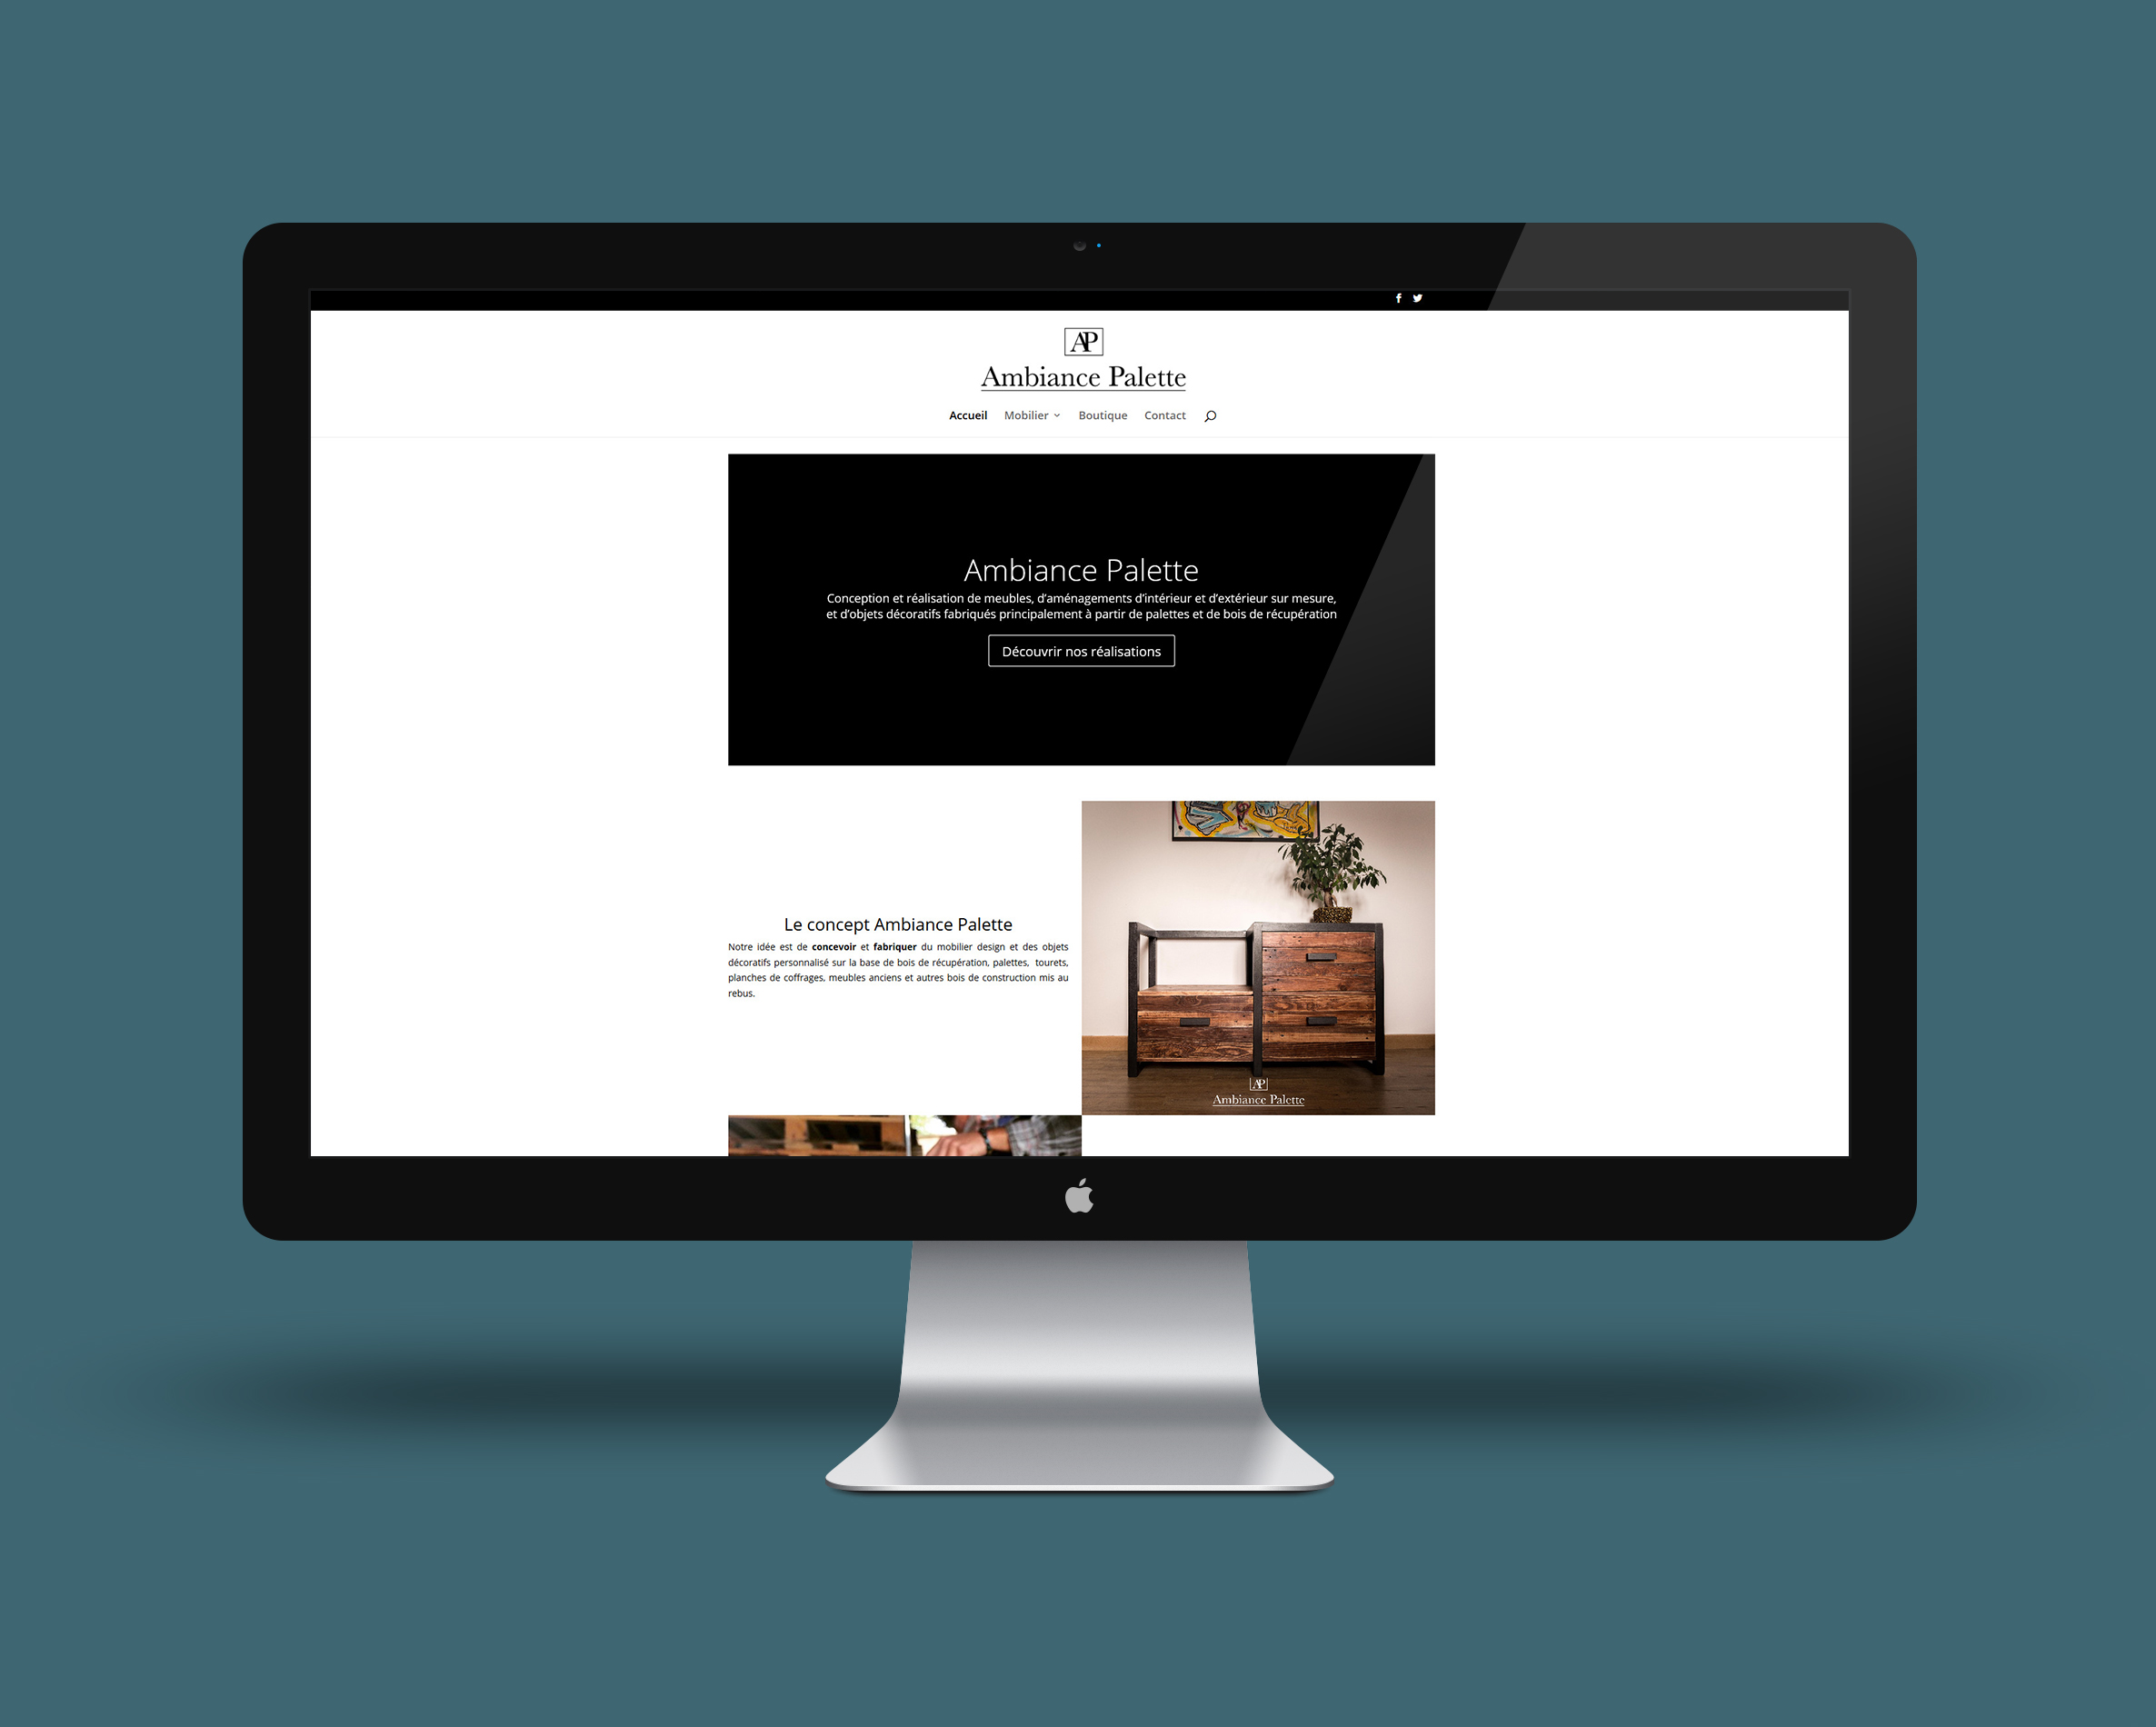 AP
Ambiance Palette
Accueil Mobilier Boutique Contact
Ambiance Palette
Conception et réalisation de meubles, d’aménagements d’intérieur et d’extérieur sur mesure,
et d’objets décoratifs fabriqués principalement à partir de palettes et de bois de récupération
Découvrir nos réalisations
Le concept Ambiance Palette
Notre idée est de concevoir et fabriquer du mobilier design et des objets
décoratifs personnalisé sur la base de bois de récupération, palettes, tourets,
planches de coffrages, meubles anciens et autres bois de construction mis au
rebus.
AP
Ambiance Palette